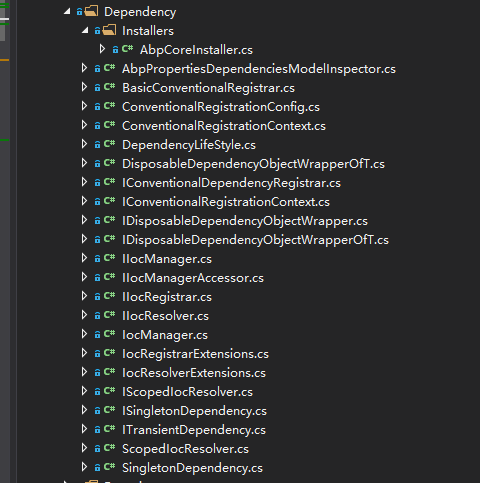 Dependency
Installers
C# AbpCoreInstaller.cs
C# AbpPropertiesDependenciesModelInspector.cs
C# BasicConventionalRegistrar.cs
C# ConventionalRegistrationConfig.cs
C# ConventionalRegistrationContext.cs
C# DependencyLifeStyle.cs
C# DisposableDependencyObjectWrapperOfT.cs
C# IConventionalDependencyRegistrar.cs
C# IConventionalRegistrationContext.cs
C# IDisposableDependencyObjectWrapper.cs
C# IDisposableDependencyObjectWrapperOfT.cs
C# IIocManager.cs
C# IIocManagerAccessor.cs
C# IIocRegistrar.cs
C# IIocResolver.cs
C# IocManager.cs
C# IocRegistrarExtensions.cs
C# IocResolverExtensions.cs
C# IScopedIocResolver.cs
C# ISingletonDependency.cs
C# ITransientDependency.cs
C# ScopedIocResolver.cs
C# SingletonDependency.cs